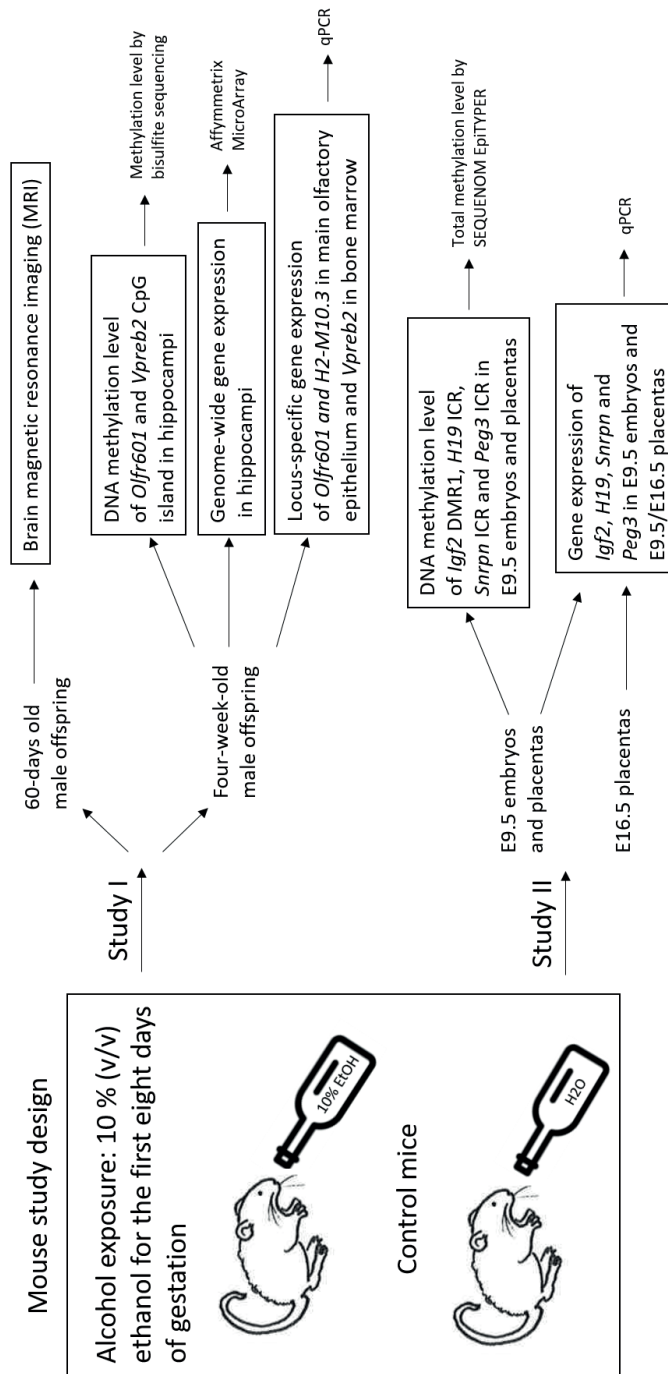 Mouse study design
Alcohol exposure: 10 % (v/v)
ethanol for the first eight days
of gestation
10% EtOH
Control mice
H2O
Study I
60-days old
male offspring
Brain magnetic resonance imaging (MRI)
Four-week-old
male offspring
DNA methylation level
of Olfr601 and Vpreb2 CpG
island in hippocampi
Methylation level by
bisulfite sequencing
Genome-wide gene expression
in hippocampi
Affymmetrix
MicroArray
Locus-specific gene expression
of Olfr601 and H2-M10.3 in main olfactory
epithelium and Vpreb2 in bone marrow
qPCR
Study II
E9.5 embryos
and placentas
E16.5 placentas
DNA methylation level
of Igf2 DMR1, H19 ICR,
Snrpn ICR and Peg3 ICR in
E9.5 embryos and placentas
Total methylation level by
SEQUENOM EpiTYPER
Gene expression of
Igf2, H19, Snrpn and
Peg3 in E9.5 embryos and
E9.5/E16.5 placentas
qPCR